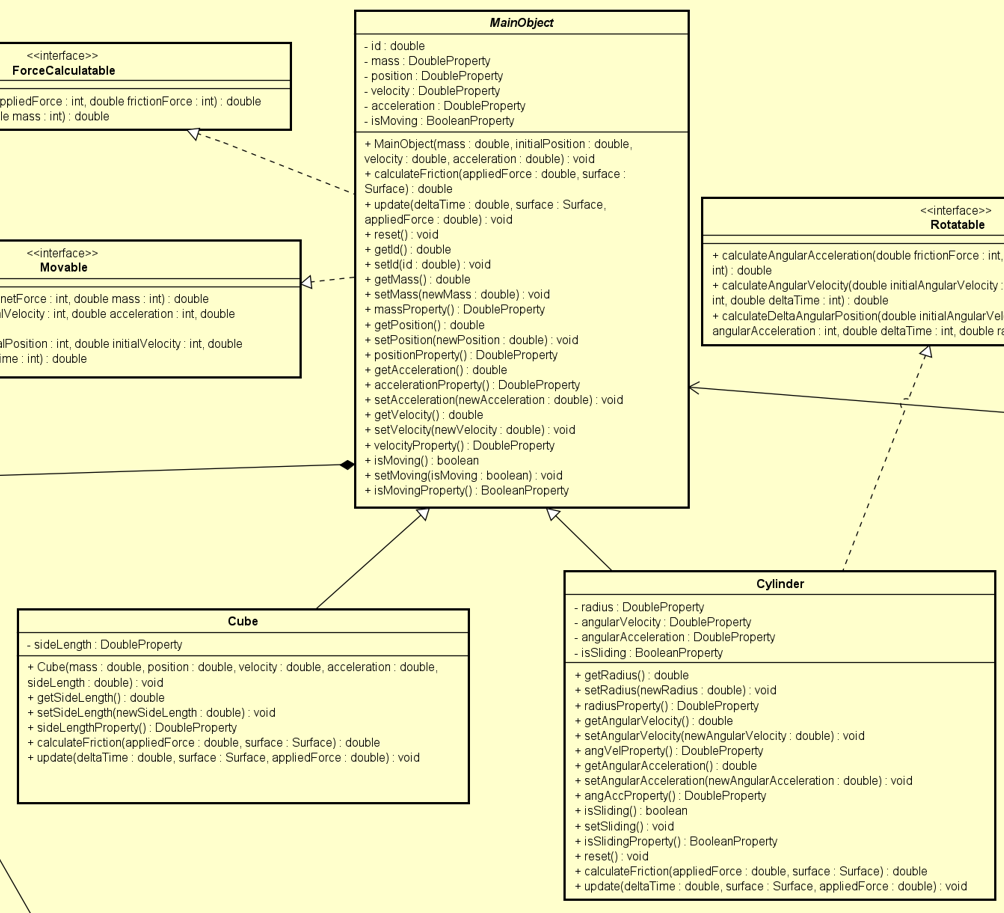 MainObject
- id : double
- mass : DoubleProperty
- position : DoubleProperty
- velocity : DoubleProperty
- acceleration : DoubleProperty
- isMoving : BooleanProperty
+ MainObject(mass : double, initialPosition : double,
velocity : double, acceleration : double) : void
+ calculateFriction(appliedForce : double, surface :
Surface) : double
+ update(deltaTime : double, surface : Surface,
appliedForce : double) : void
+ reset() : void
+ getId() : double
+ setId(id : double) : void
+ getMass() : double
+ setMass(newMass : double) : void
+ massProperty() : DoubleProperty
+ getPosition() : double
+ setPosition(newPosition : double) : void
+ positionProperty() : DoubleProperty
+ getAcceleration() : double
+ accelerationProperty() : DoubleProperty
+ setAcceleration(newAcceleration : double) : void
+ getVelocity() : double
+ setVelocity(newVelocity : double) : void
+ velocityProperty() : DoubleProperty
+ isMoving() : boolean
+ setMoving(isMoving : boolean) : void
+ isMovingProperty() : BooleanProperty
<<interface>>
ForceCalculatable
ppliedForce : int, double frictionForce : int) : double
le mass : int) : double
<<interface>>
Movable
netForce : int, double mass : int) : double
lVelocity : int, double acceleration : int, double
alPosition : int, double initialVelocity : int, double
ime : int) : double
<<interface>>
Rotatable
+ calculateAngularAcceleration(double frictionForce : int,
int) : double
+ calculateAngularVelocity(double initialAngularVelocity :
int, double deltaTime : int) : double
+ calculateDeltaAngularPosition(double initialAngularVel
angularAcceleration : int, double deltaTime : int, double ra
Cube
- sideLength : DoubleProperty
+ Cube(mass : double, position : double, velocity : double, acceleration : double,
sideLength : double) : void
+ getSideLength() : double
+ setSideLength(newSideLength : double) : void
+ sideLengthProperty() : DoubleProperty
+ calculateFriction(appliedForce : double, surface : Surface) : double
+ update(deltaTime : double, surface : Surface, appliedForce : double) : void
Cylinder
- radius : DoubleProperty
- angularVelocity : DoubleProperty
- angularAcceleration : DoubleProperty
- isSliding : BooleanProperty
+ getRadius() : double
+ setRadius(newRadius : double) : void
+ radiusProperty() : DoubleProperty
+ getAngularVelocity() : double
+ setAngularVelocity(newAngularVelocity : double) : void
+ angVelProperty() : DoubleProperty
+ getAngularAcceleration() : double
+ setAngularAcceleration(newAngularAcceleration : double) : void
+ angAccProperty() : DoubleProperty
+ isSliding() : boolean
+ setSliding() : void
+ isSlidingProperty() : BooleanProperty
+ reset() : void
+ calculateFriction(appliedForce : double, surface : Surface) : double
+ update(deltaTime : double, surface : Surface, appliedForce : double) : void